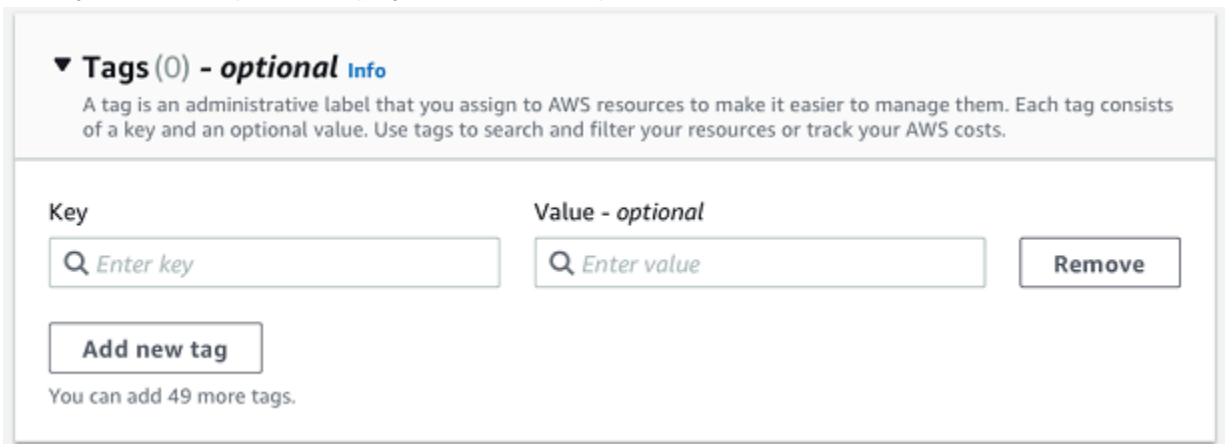 Tags (0) - optional Info
A tag is an administrative label that you assign to AWS resources to make it easier to manage them. Each tag consists
of a key and an optional value. Use tags to search and filter your resources or track your AWS costs.
Key
Value - optional
Enter key
Enter value
Remove
Add new tag
You can add 49 more tags.